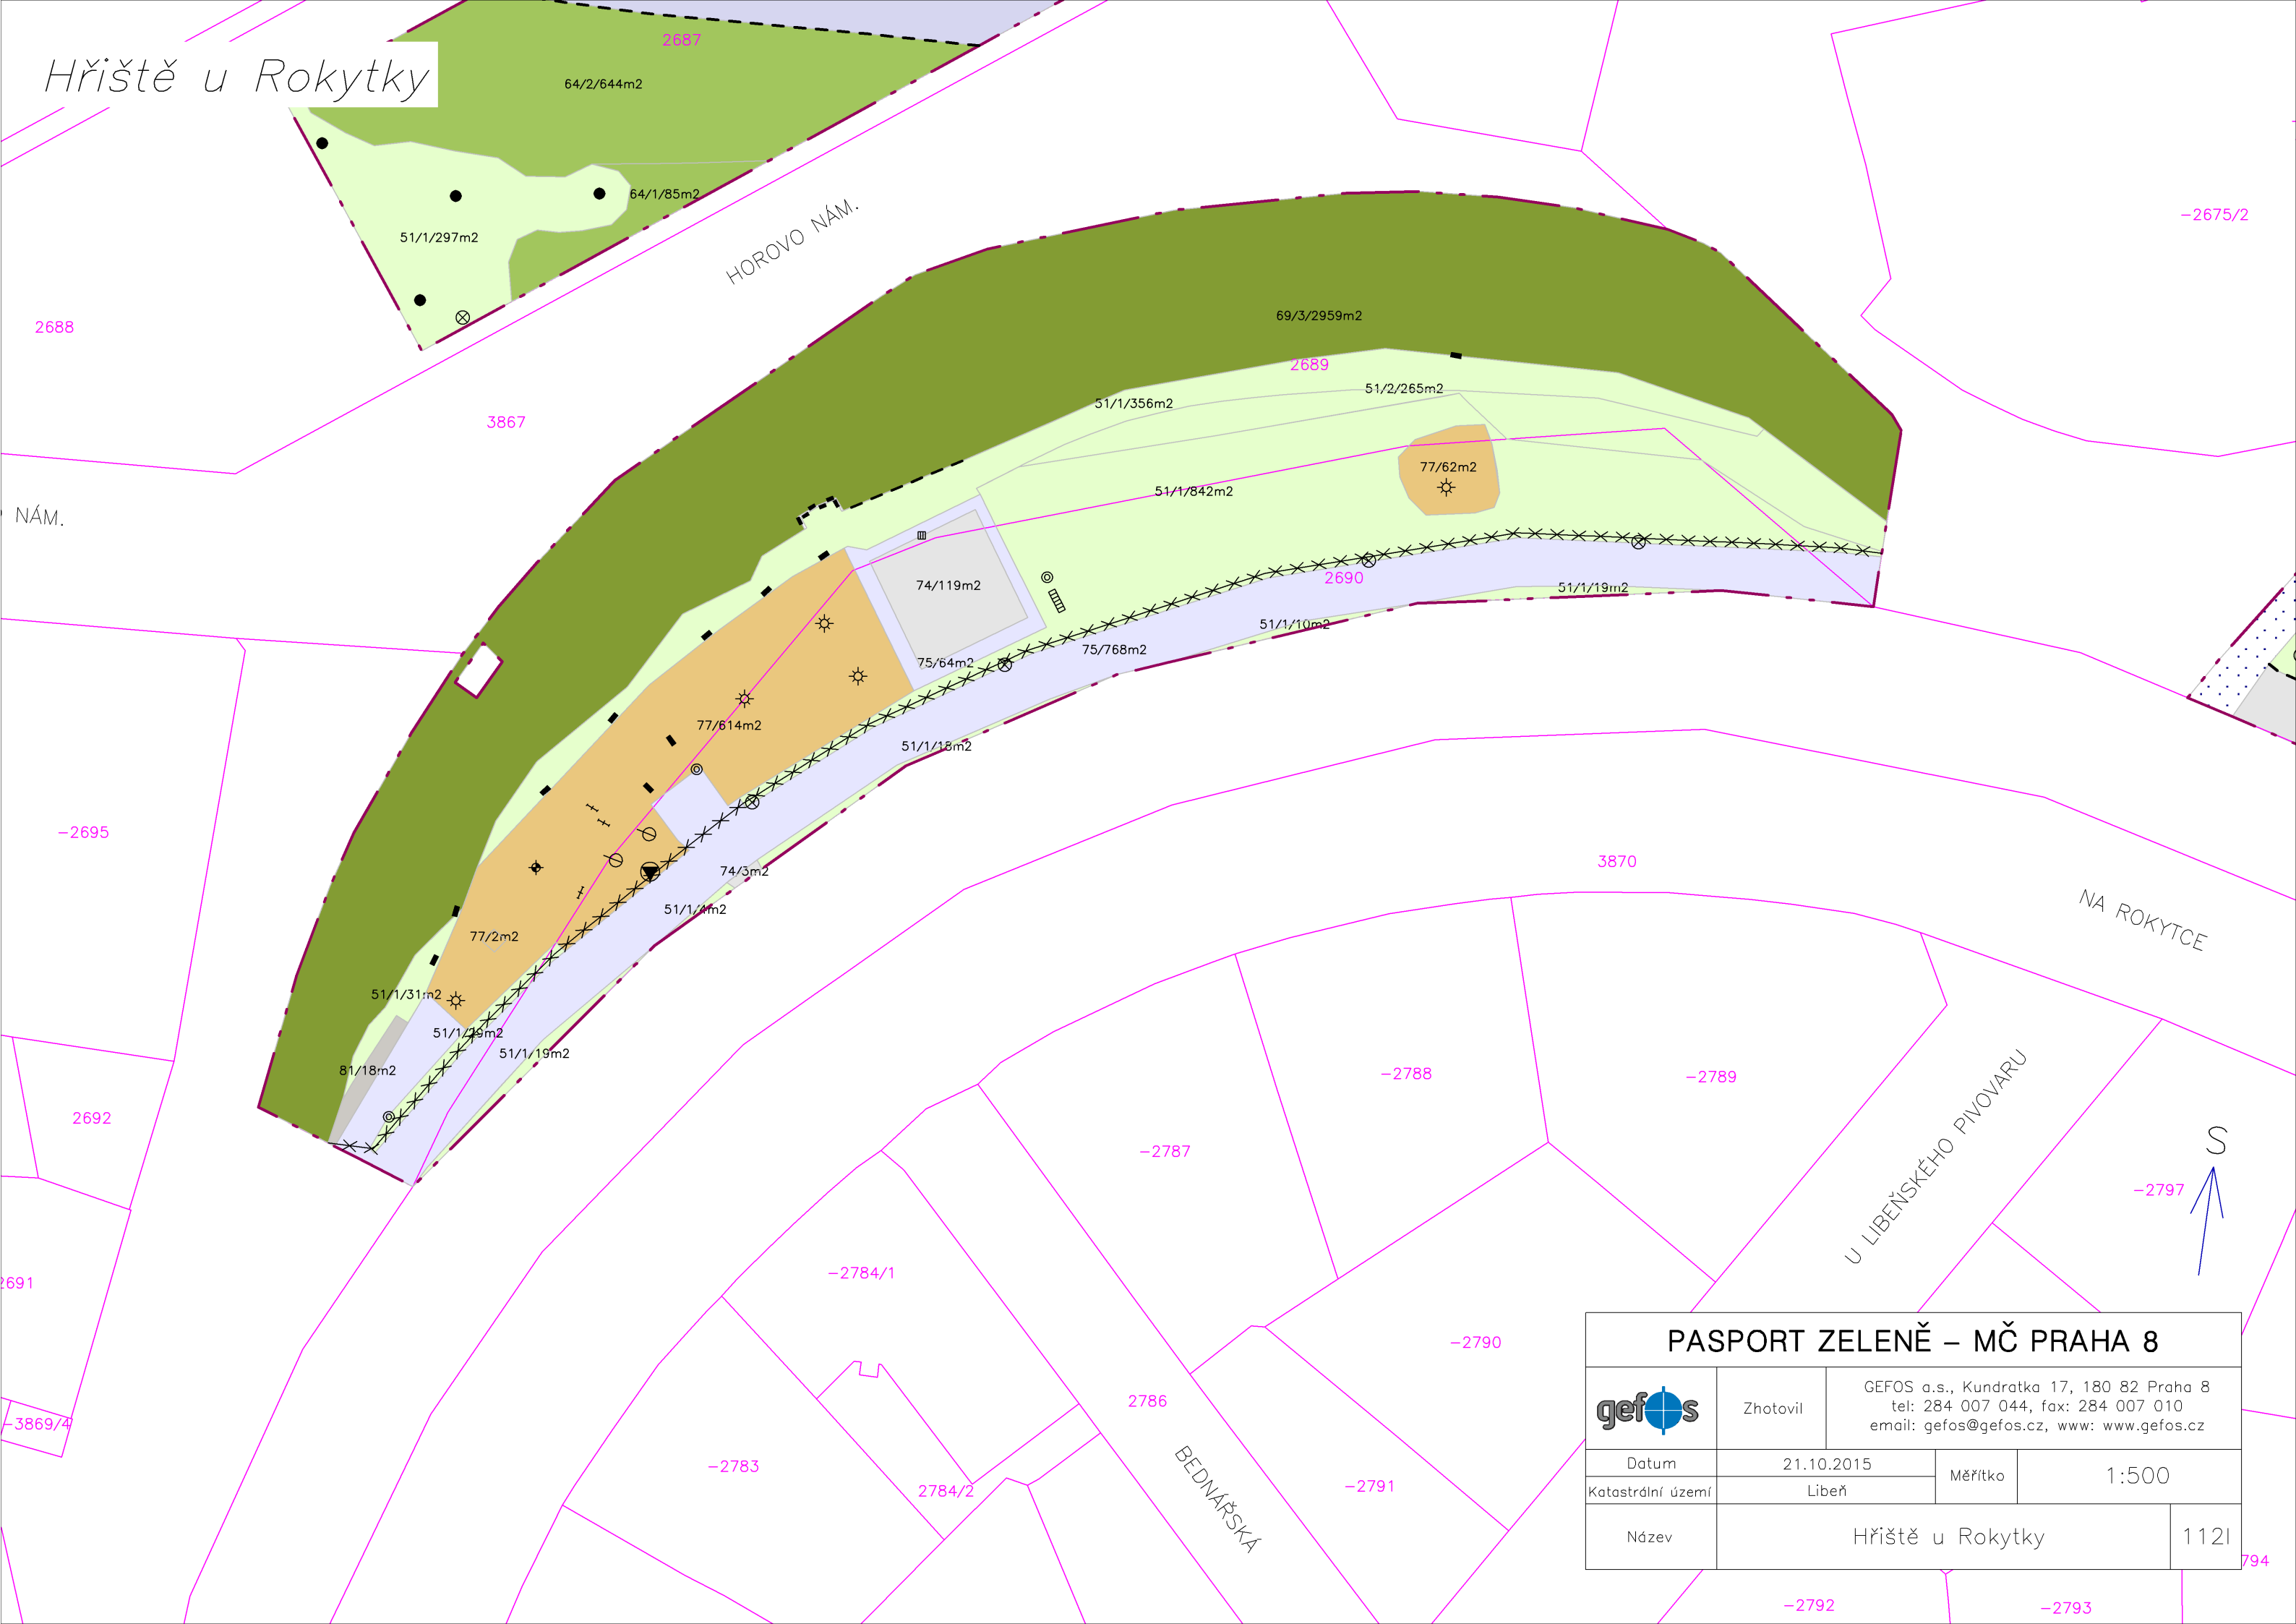 Hřiště u Rokytky
2687
64/2/644m2
64/1/85m2
51/1/297m2
HOROVO NÁM.
-2675/2
2688
3867
NÁM.
69/3/2959m2
2689
51/2/265m2
51/1/356m2
77/62m2
51/1/842m2
74/119m2
2690
51/1/19m2
51/1/10m2
75/768m2
75/64m2
77/614m2
51/1/18m2
-2695
74/3m2
51/1/4m2
77/2m2
51/1/31m2
51/1/29m2
51/1/19m2
81/18m2
3870
NA ROKYTCE
2692
-2788
-2789
-2787
U LIBEŇSKÉHO PIVOVARU
S
-2797
2691
-2784/1
-2790
-3869/4
-2783
2784/2
2786
-2791
BEDNÁŘSKÁ
PASPORT ZELENĚ – MČ PRAHA 8
gefos
Zhotovil
GEFOS a.s., Kundratka 17, 180 82 Praha 8
tel: 284 007 044, fax: 284 007 010
email: gefos@gefos.cz, www: www.gefos.cz
Datum
21.10.2015
Měřítko
1:500
Katastrální území
Libeň
Název
Hřiště u Rokytky
112I
794
-2792
-2793